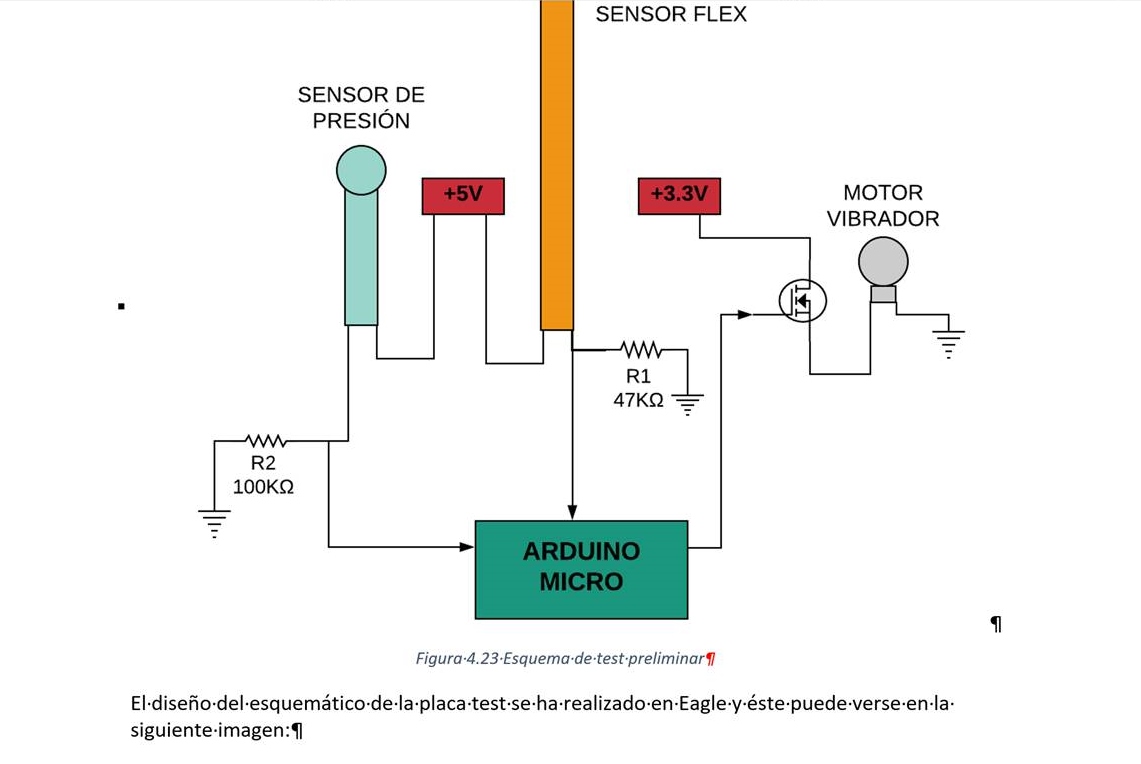 SENSOR FLEX
SENSOR DE
PRESIÓN
+5V
+3.3V
MOTOR
VIBRADOR
R1
47KΩ
R2
100KΩ
ARDUINO
MICRO
¶
Figura·4.23·Esquema·de·test·preliminar¶
El·diseño·del·esquemático·de·la·placa·test·se·ha·realizado·en·Eagle·y·éste·puede·verse·en·la·
siguiente·imagen:¶